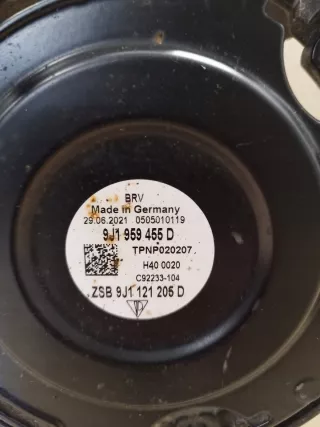 BRV
Made in Germany
29.06.2021 0505010119
9J1 959 455 D
TPNP020207
H40 0020
C92233-104
ZSB 9J1 121 205 D